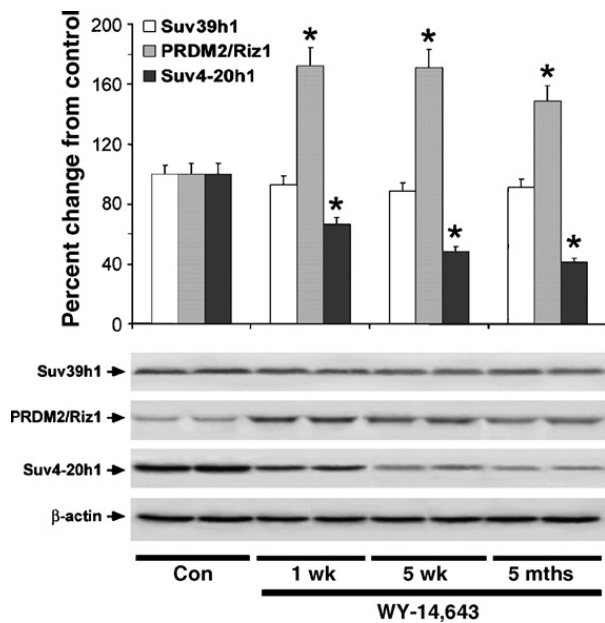 Percent change from control
200
160
120
80
40
0
Suv39h1
PRDM2/Riz1
Suv4-20h1
* * *
* * *
Suv39h1
PRDM2/Riz1
Suv4-20h1
β-actin
Con 1 wk 5 wk 5 mths
WY-14,643